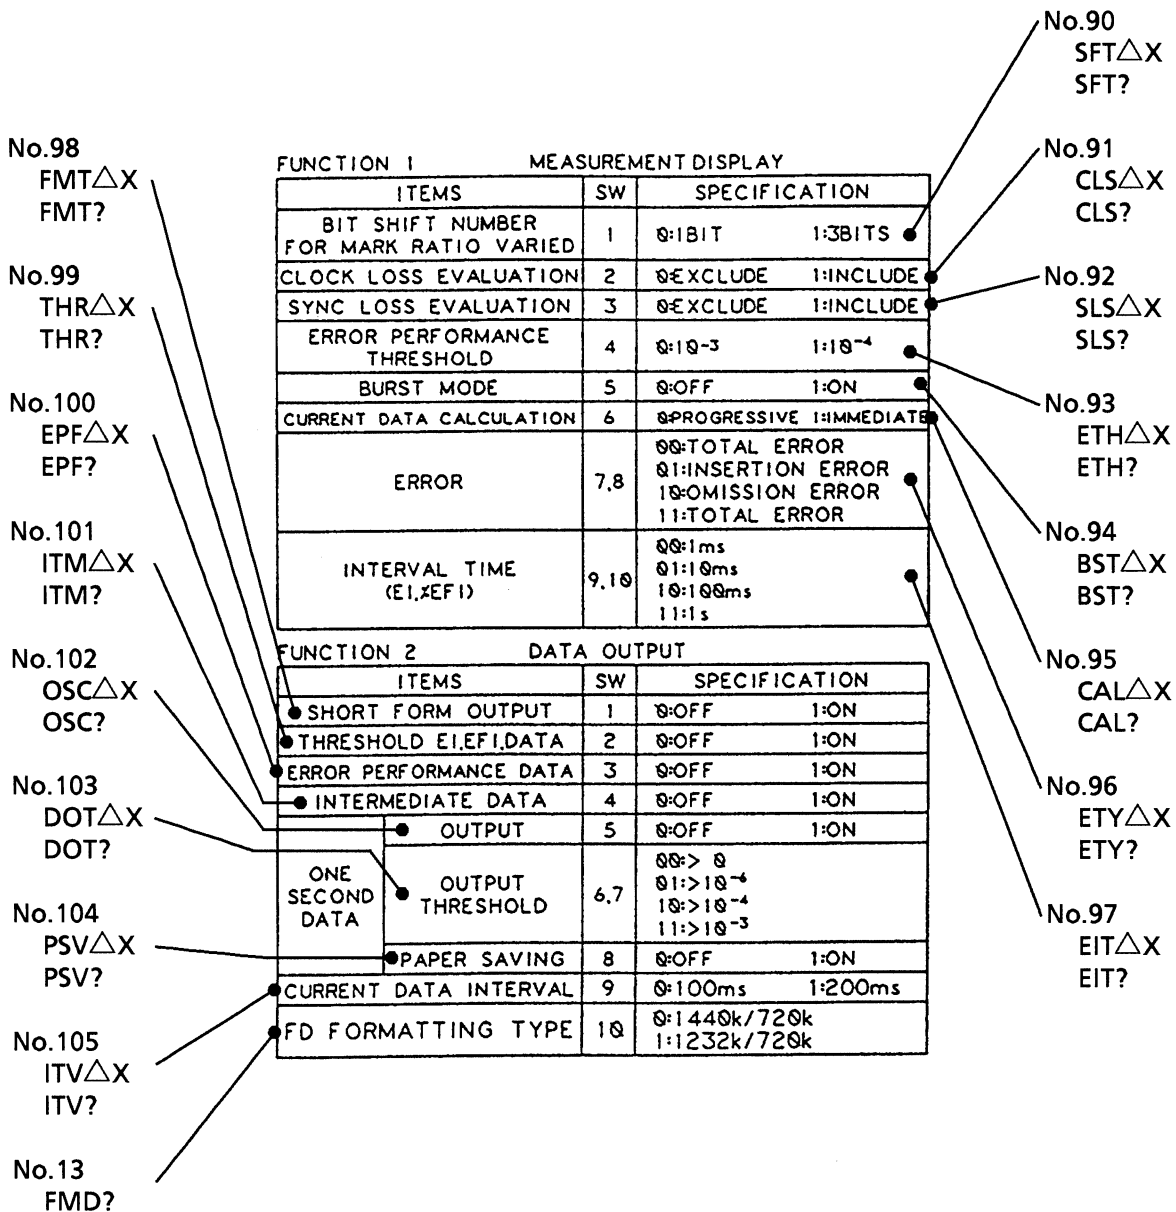 No.90
SFT△X
SFT?
No.91
CLS△X
CLS?
No.92
SLS△X
SLS?
No.93
ETH△X
ETH?
No.94
BST△X
BST?
No.95
CAL△X
CAL?
No.96
ETY△X
ETY?
No.97
EIT△X
EIT?
No.98
FMT△X
FMT?
No.99
THR△X
THR?
No.100
EPF△X
EPF?
No.101
ITM△X
ITM?
No.102
OSC△X
OSC?
No.103
DOT△X
DOT?
No.104
PSV△X
PSV?
No.105
ITV△X
ITV?
No.13
FMD?
FUNCTION 1 MEASUREMENT DISPLAY
ITEMS SW SPECIFICATION
BIT SHIFT NUMBER
FOR MARK RATIO VARIED 1 0:1BIT 1:3BITS
CLOCK LOSS EVALUATION 2 0:EXCLUDE 1:INCLUDE
SYNC LOSS EVALUATION 3 0:EXCLUDE 1:INCLUDE
ERROR PERFORMANCE
THRESHOLD 4 0:10⁻³ 1:10⁻⁴
BURST MODE 5 0:OFF 1:ON
CURRENT DATA CALCULATION 6 0:PROGRESSIVE 1:IMMEDIATE
ERROR 7,8
00:TOTAL ERROR
01:INSERTION ERROR
10:OMISSION ERROR
11:TOTAL ERROR
INTERVAL TIME
(EI,%EFI) 9,10
00:1ms
01:10ms
10:100ms
11:1s
FUNCTION 2 DATA OUTPUT
ITEMS SW SPECIFICATION
SHORT FORM OUTPUT 1 0:OFF 1:ON
THRESHOLD EI,EFI,DATA 2 0:OFF 1:ON
ERROR PERFORMANCE DATA 3 0:OFF 1:ON
INTERMEDIATE DATA 4 0:OFF 1:ON
ONE
SECOND
DATA
OUTPUT 5 0:OFF 1:ON
OUTPUT
THRESHOLD 6,7
00:> 0
01:>10⁻⁶
10:>10⁻⁴
11:>10⁻³
PAPER SAVING 8 0:OFF 1:ON
CURRENT DATA INTERVAL 9 0:100ms 1:200ms
FD FORMATTING TYPE 10
0:1440k/720k
1:1232k/720k